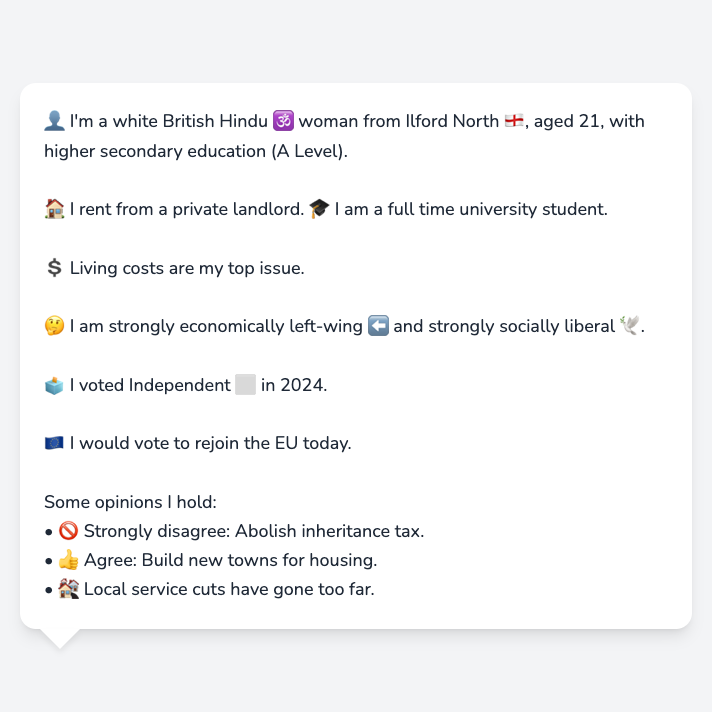 👤 I'm a white British Hindu 🕉️ woman from Ilford North 🏴󠁧󠁢󠁥󠁮󠁧󠁿, aged 21, with
higher secondary education (A Level).
🏠 I rent from a private landlord. 🎓 I am a full time university student.
💲 Living costs are my top issue.
🤔 I am strongly economically left-wing ⬅️ and strongly socially liberal 🕊️.
🗳️ I voted Independent ⬜ in 2024.
🇪🇺 I would vote to rejoin the EU today.
Some opinions I hold:
• 🚫 Strongly disagree: Abolish inheritance tax.
• 👍 Agree: Build new towns for housing.
• 🏚️ Local service cuts have gone too far.